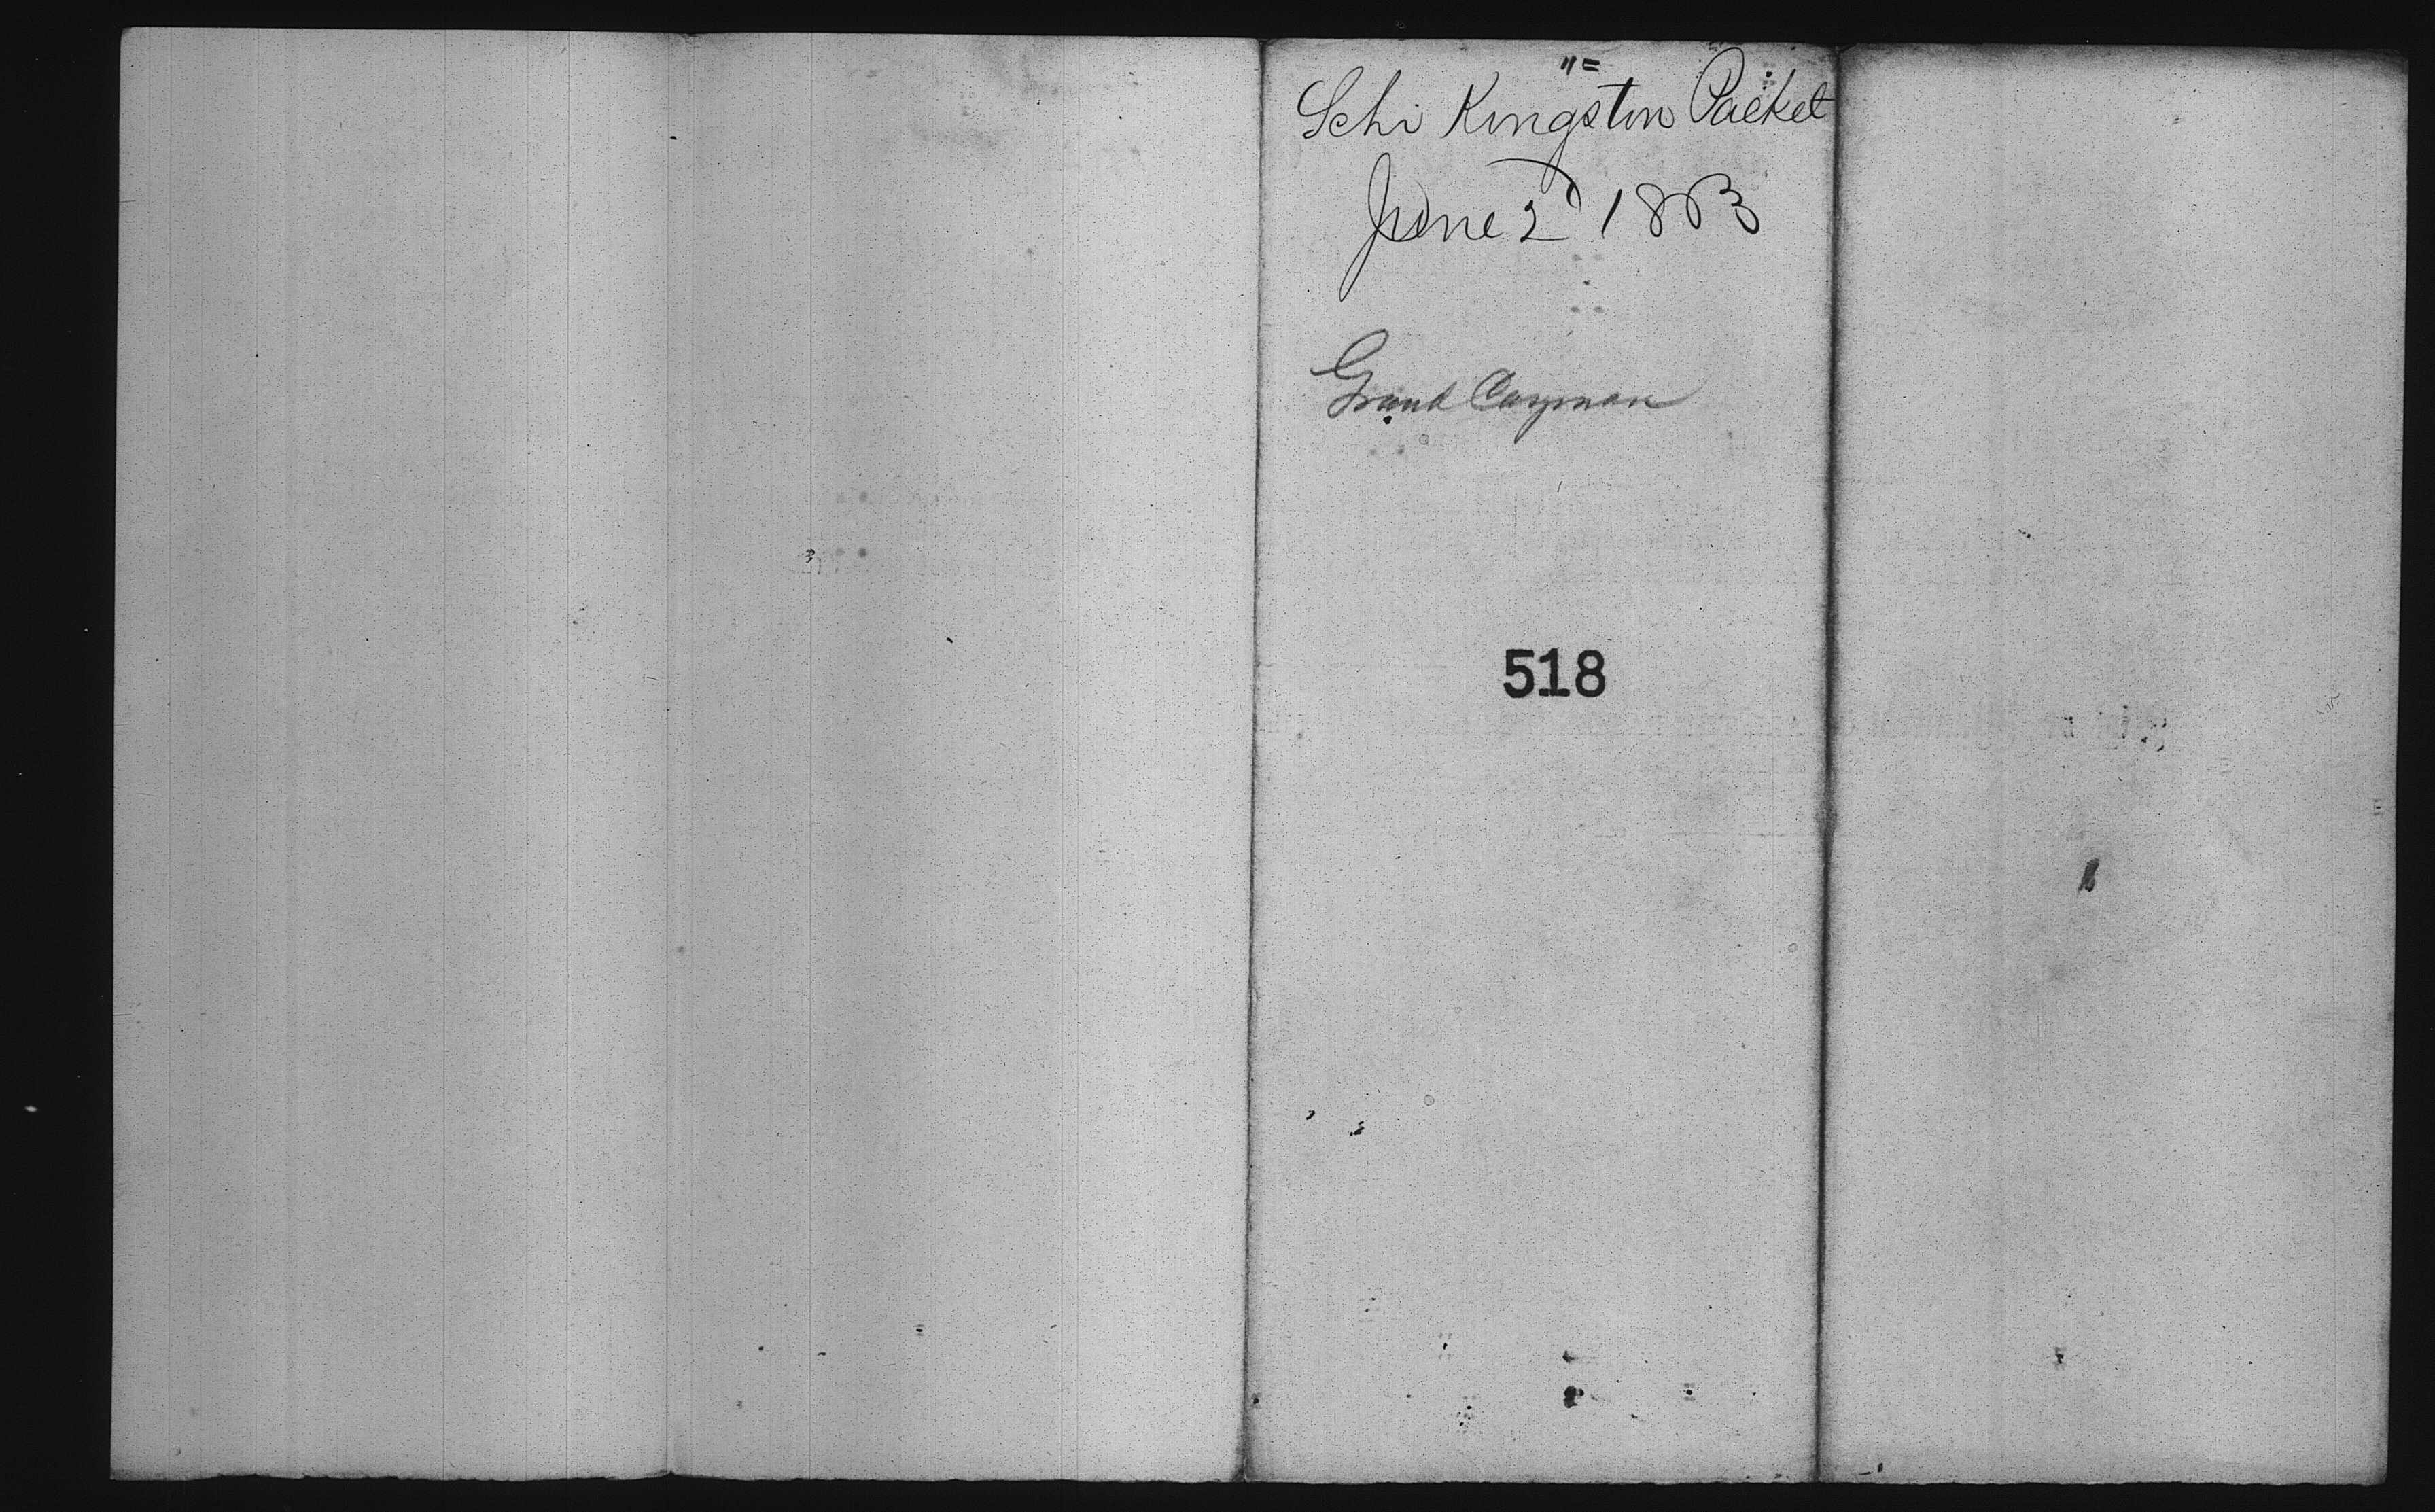 Schr Kingston Packet
June 2d 1863
Grand Cayman
518